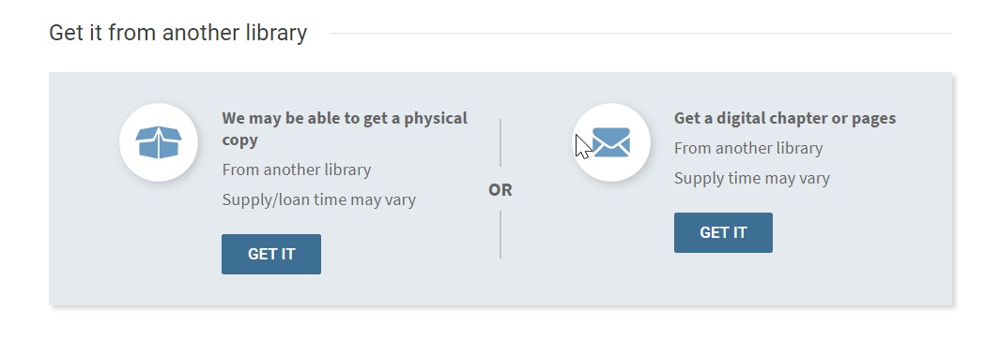 Get it from another library
We may be able to get a physical
copy
From another library
Supply/loan time may vary
GET IT
OR
Get a digital chapter or pages
From another library
Supply time may vary
GET IT